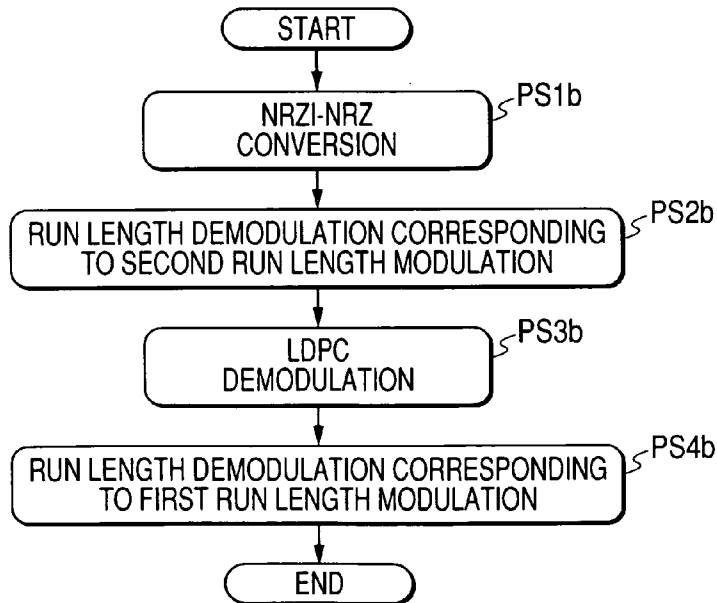 START
PS1b
NRZI-NRZ
CONVERSION
PS2b
RUN LENGTH DEMODULATION CORRESPONDING
TO SECOND RUN LENGTH MODULATION
PS3b
LDPC
DEMODULATION
PS4b
RUN LENGTH DEMODULATION CORRESPONDING
TO FIRST RUN LENGTH MODULATION
END